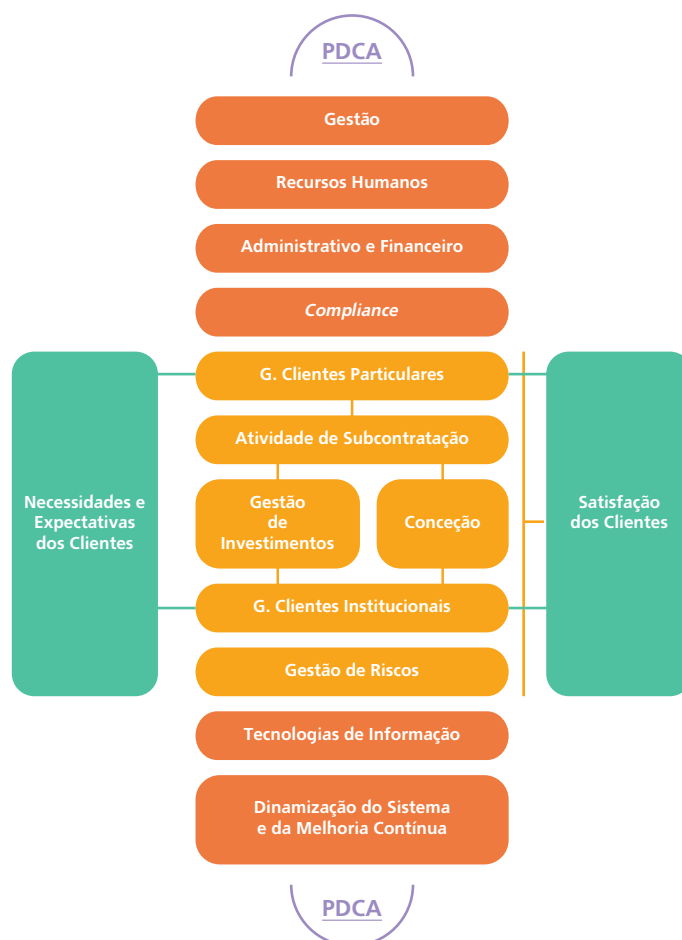 PDCA
Gestão
Recursos Humanos
Administrativo e Financeiro
Compliance
G. Clientes Particulares
Atividade de Subcontratação
Necessidades e
Expectativas
dos Clientes
Gestão
de
Investimentos
Conceção
Satisfação
dos Clientes
G. Clientes Institucionais
Gestão de Riscos
Tecnologias de Informação
Dinamização do Sistema
e da Melhoria Contínua
PDCA